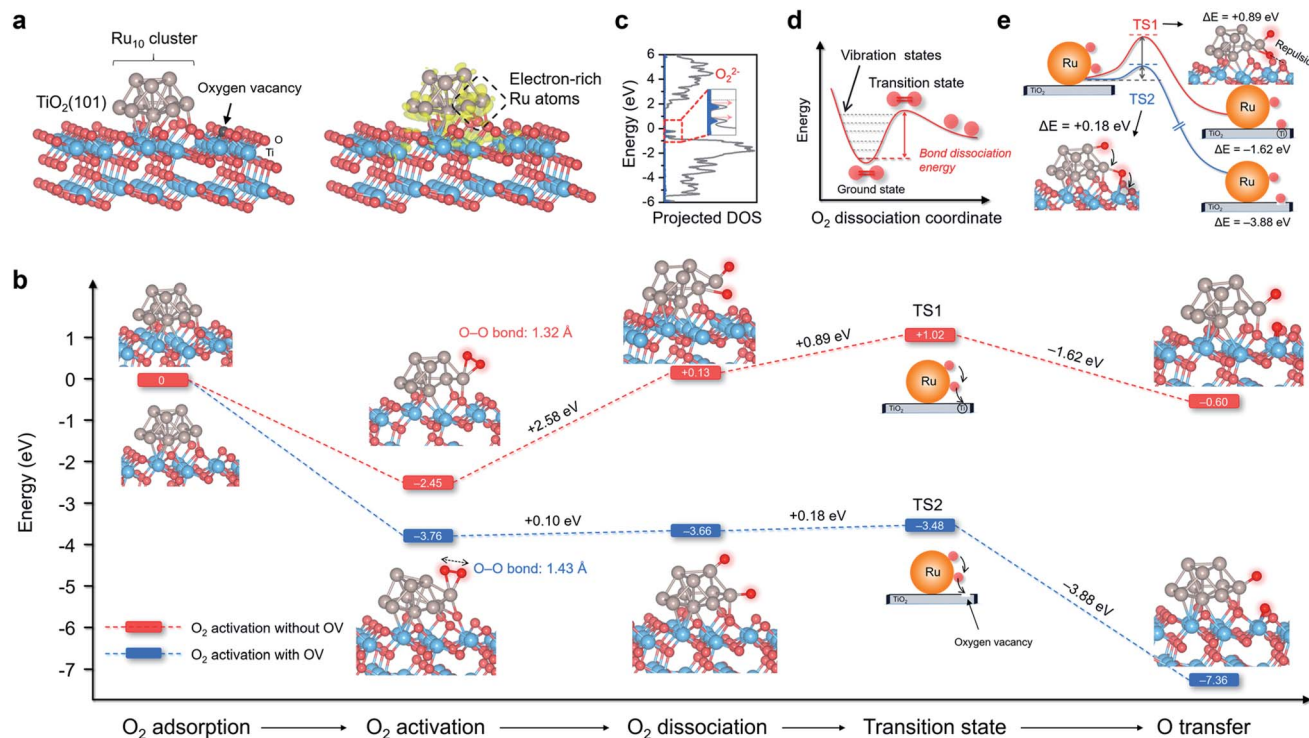 a
Ru10 cluster
TiO2(101)
Oxygen vacancy
O
Ti
Electron-rich
Ru atoms
c
Energy (eV)
6
4
2
0
-2
-4
-6
O2 2-
Projected DOS
d
Energy
Vibration states
Transition state
Bond dissociation
energy
Ground state
O2 dissociation coordinate
e
Ru
TiO2
TS1
ΔE = +0.89 eV
Repulsion
TS2
ΔE = +0.18 eV
Ru
TiO2
Ti
ΔE = –1.62 eV
Ru
TiO2
ΔE = –3.88 eV
b
Energy (eV)
1
0
-1
-2
-3
-4
-5
-6
-7
0
O–O bond: 1.32 Å
–2.45
+2.58 eV
+0.13
+0.89 eV
TS1
+1.02
Ru
TiO2
Ti
–1.62 eV
–0.60
–3.76
+0.10 eV
–3.66
+0.18 eV
TS2
–3.48
O–O bond: 1.43 Å
Ru
TiO2
Oxygen vacancy
–3.88 eV
–7.36
O2 activation without OV
O2 activation with OV
O2 adsorption
O2 activation
O2 dissociation
Transition state
O transfer